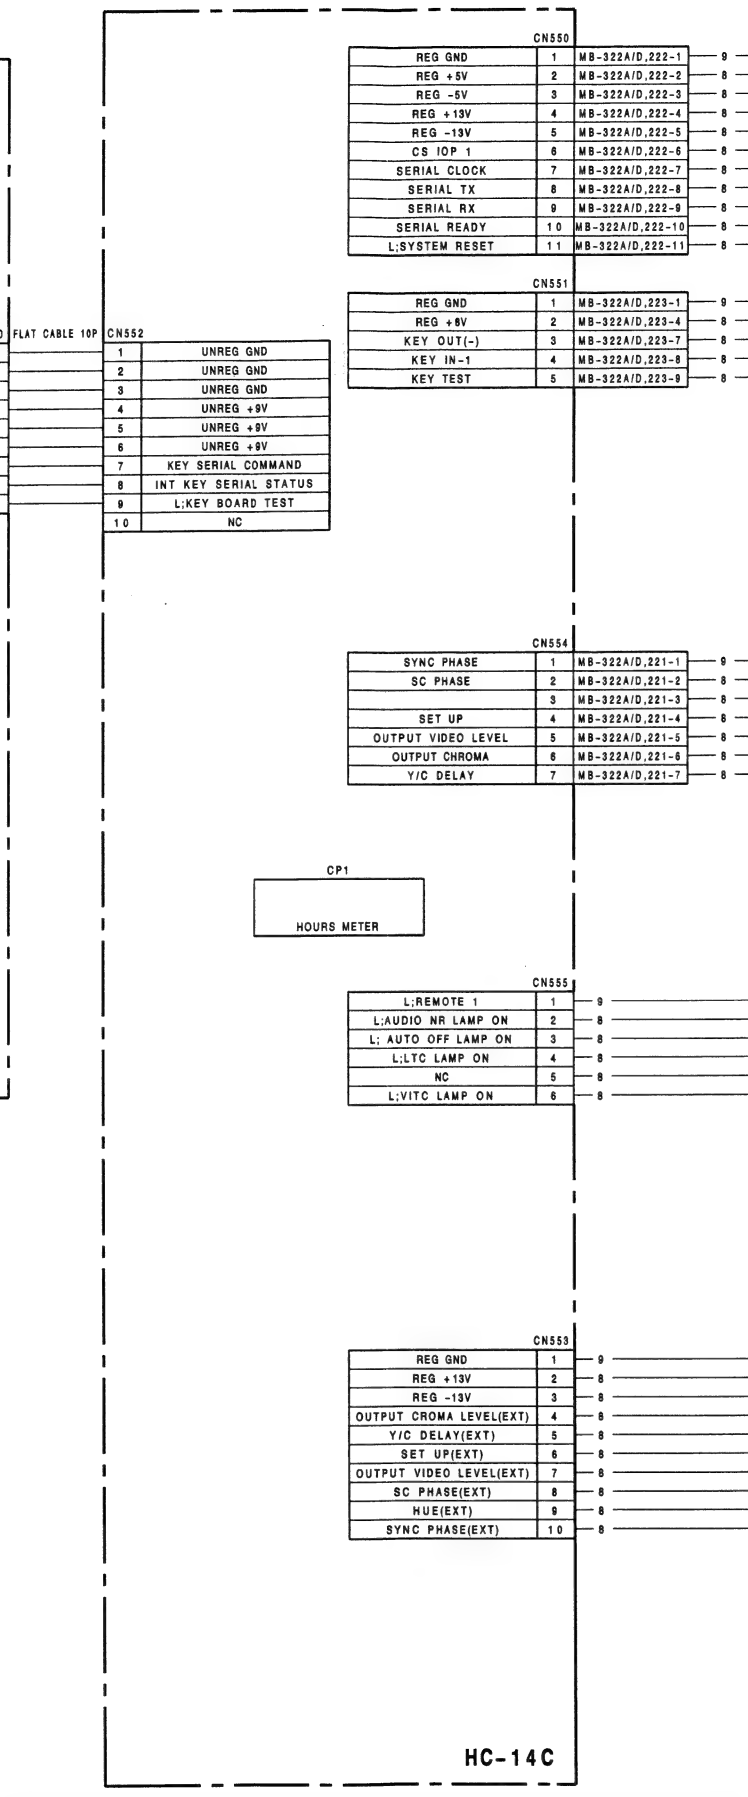 CN550
REG GND 1 MB-322A/D,222-1 9
REG +5V 2 MB-322A/D,222-2 8
REG -5V 3 MB-322A/D,222-3 8
REG +13V 4 MB-322A/D,222-4 8
REG -13V 5 MB-322A/D,222-5 8
CS IOP 1 6 MB-322A/D,222-6 8
SERIAL CLOCK 7 MB-322A/D,222-7 8
SERIAL TX 8 MB-322A/D,222-8 8
SERIAL RX 9 MB-322A/D,222-9 8
SERIAL READY 10 MB-322A/D,222-10 8
L;SYSTEM RESET 11 MB-322A/D,222-11 8
CN551
REG GND 1 MB-322A/D,223-1 9
REG +6V 2 MB-322A/D,223-4 8
KEY OUT(-) 3 MB-322A/D,223-7 8
KEY IN-1 4 MB-322A/D,223-8 8
KEY TEST 5 MB-322A/D,223-9 8
FLAT CABLE 10P CN552
1 UNREG GND
2 UNREG GND
3 UNREG GND
4 UNREG +9V
5 UNREG +9V
6 UNREG +9V
7 KEY SERIAL COMMAND
8 INT KEY SERIAL STATUS
9 L;KEY BOARD TEST
10 NC
CN554
SYNC PHASE 1 MB-322A/D,221-1 9
SC PHASE 2 MB-322A/D,221-2 8
3 MB-322A/D,221-3 8
SET UP 4 MB-322A/D,221-4 8
OUTPUT VIDEO LEVEL 5 MB-322A/D,221-5 8
OUTPUT CHROMA 6 MB-322A/D,221-6 8
Y/C DELAY 7 MB-322A/D,221-7 8
CP1
HOURS METER
CN555
L;REMOTE 1 1 9
L;AUDIO NR LAMP ON 2 8
L; AUTO OFF LAMP ON 3 8
L;LTC LAMP ON 4 8
NC 5 8
L;VITC LAMP ON 6 8
CN553
REG GND 1 9
REG +13V 2 8
REG -13V 3 8
OUTPUT CROMA LEVEL(EXT) 4 8
Y/C DELAY(EXT) 5 8
SET UP(EXT) 6 8
OUTPUT VIDEO LEVEL(EXT) 7 8
SC PHASE(EXT) 8 8
HUE(EXT) 9 8
SYNC PHASE(EXT) 10 8
HC-14C